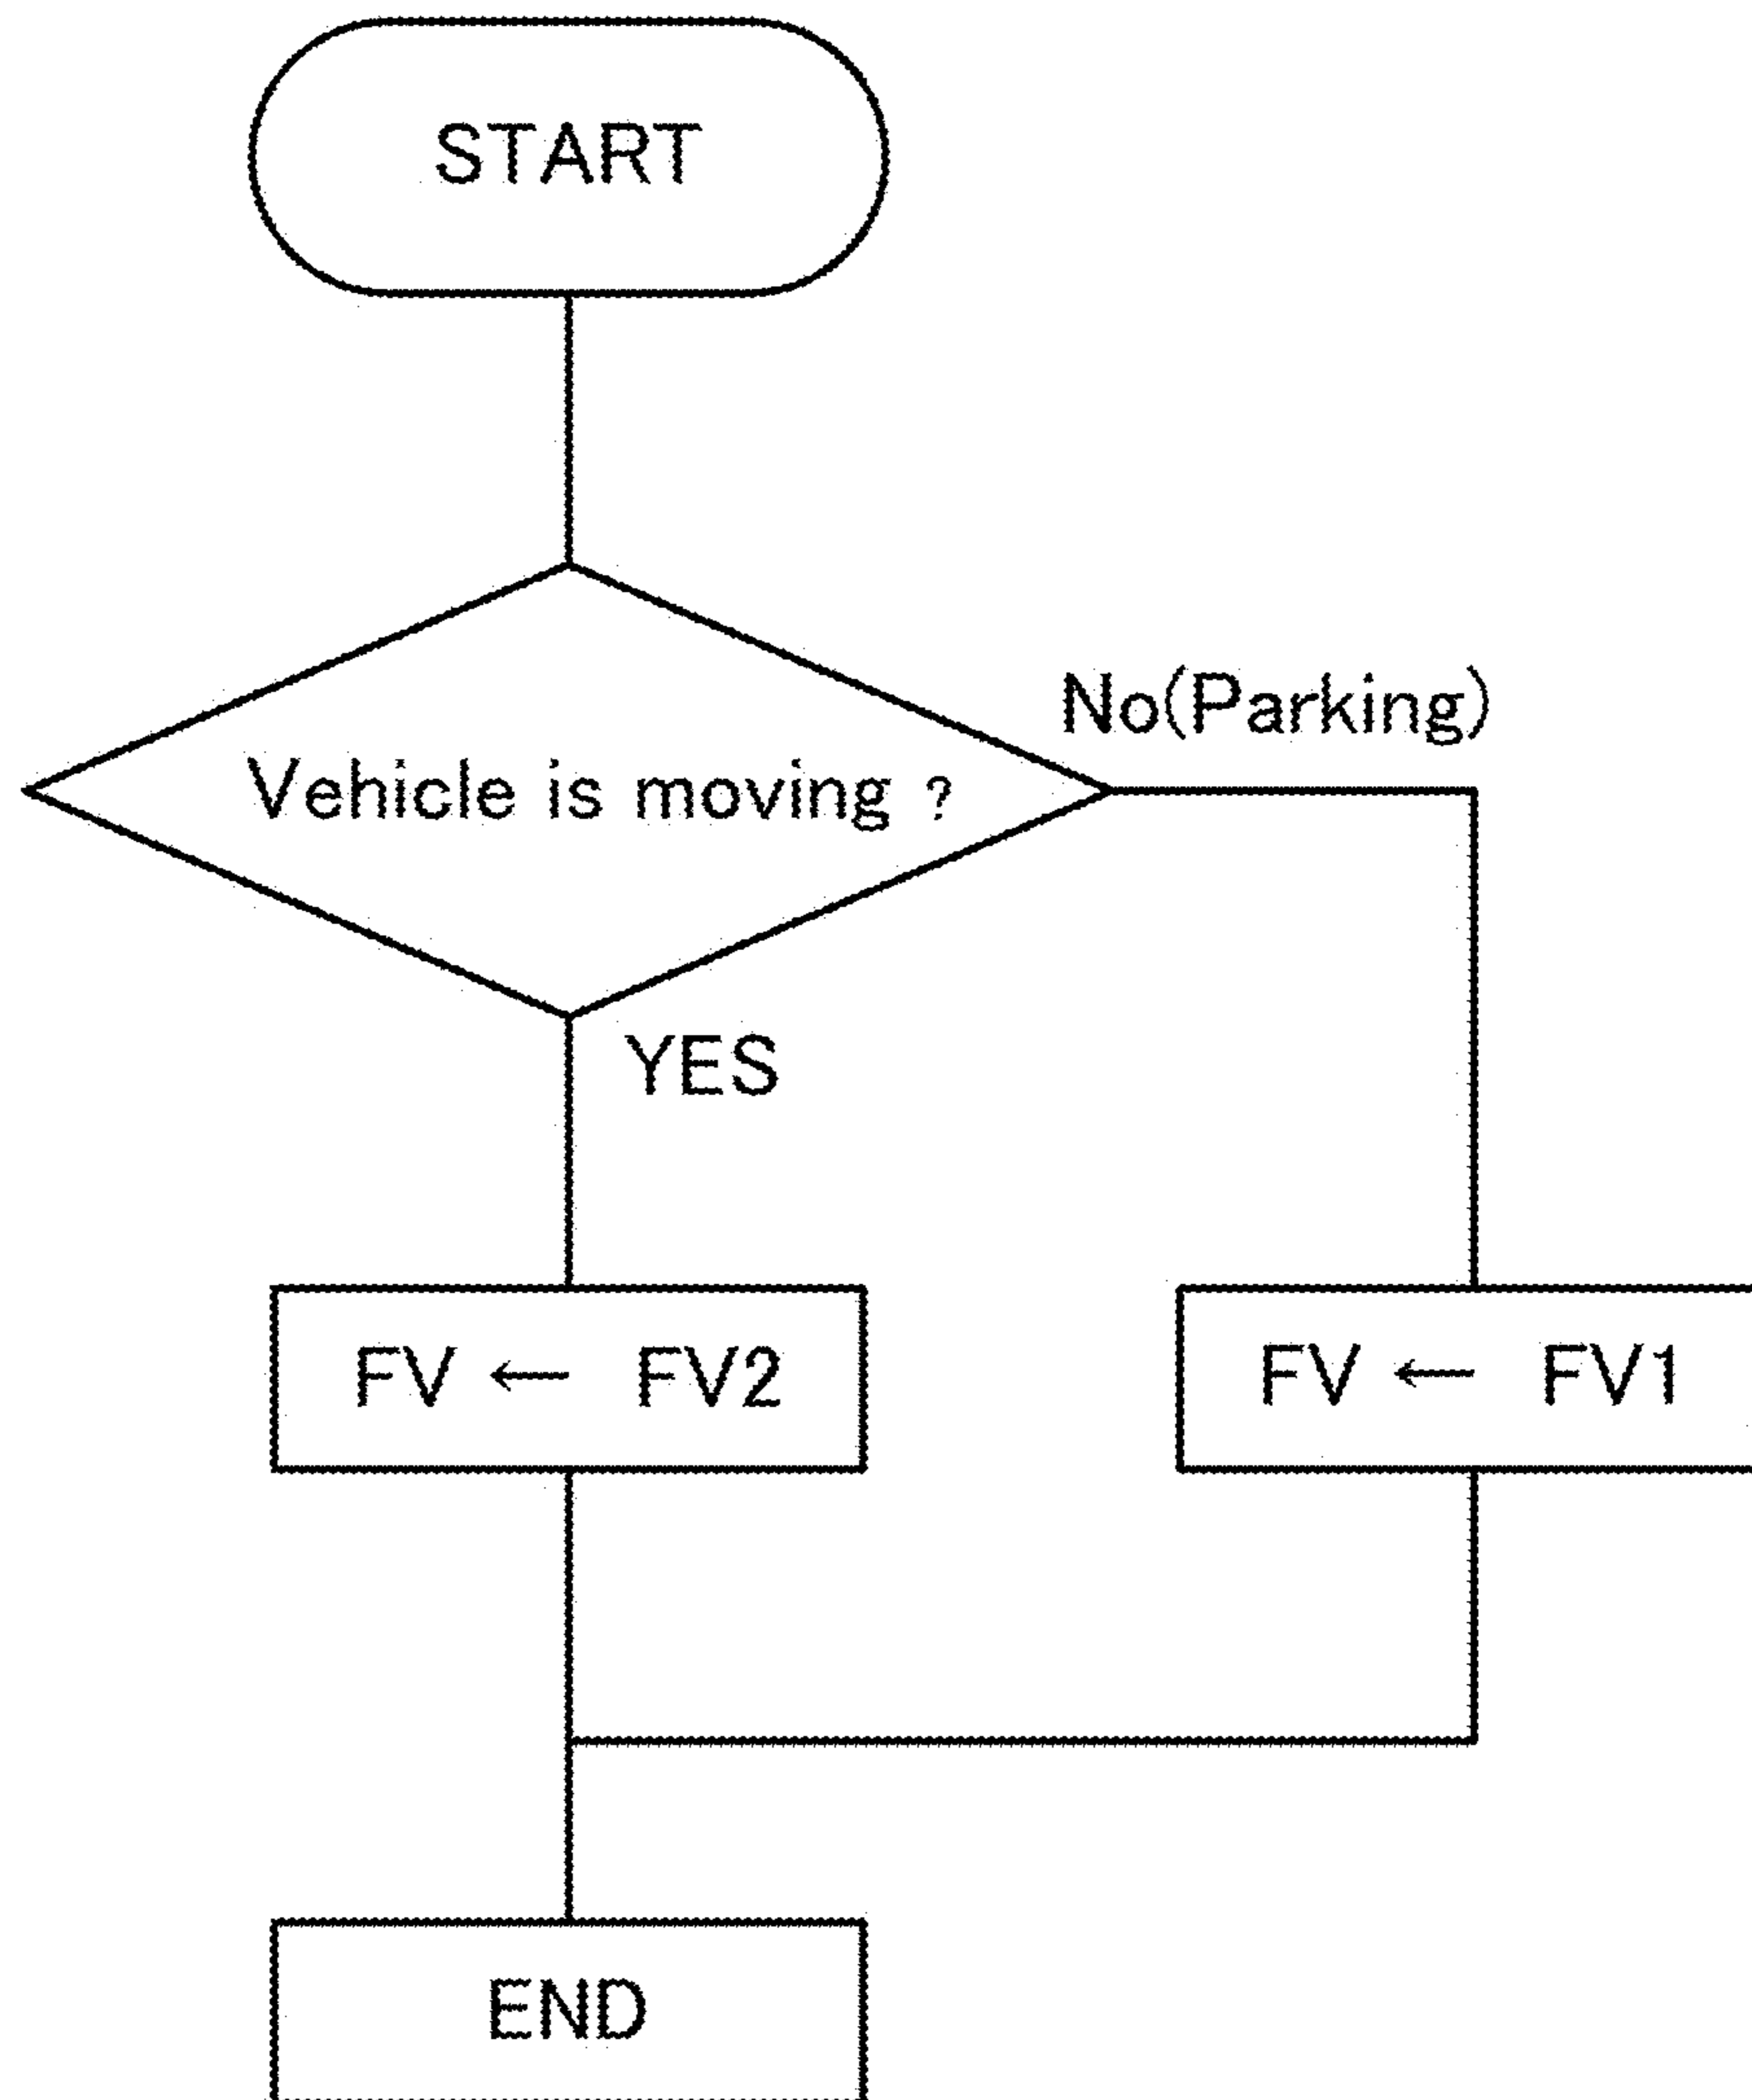 START
No(Parking)
Vehicle is moving ?
YES
FV ← FV2
FV ← FV1
END